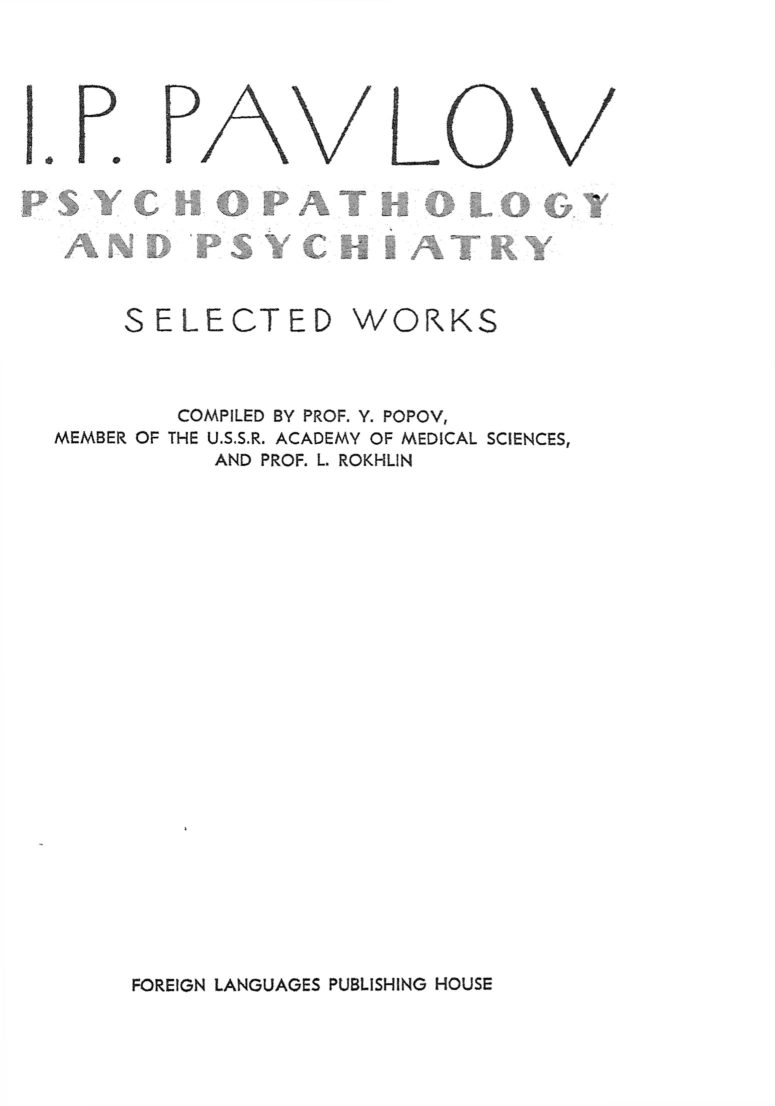 I. P. PAVLOV
PSYCHOPATHOLOGY
AND PSYCHIATRY
SELECTED WORKS
COMPILED BY PROF. Y. POPOV,
MEMBER OF THE U.S.S.R. ACADEMY OF MEDICAL SCIENCES,
AND PROF. L. ROKHLIN
FOREIGN LANGUAGES PUBLISHING HOUSE